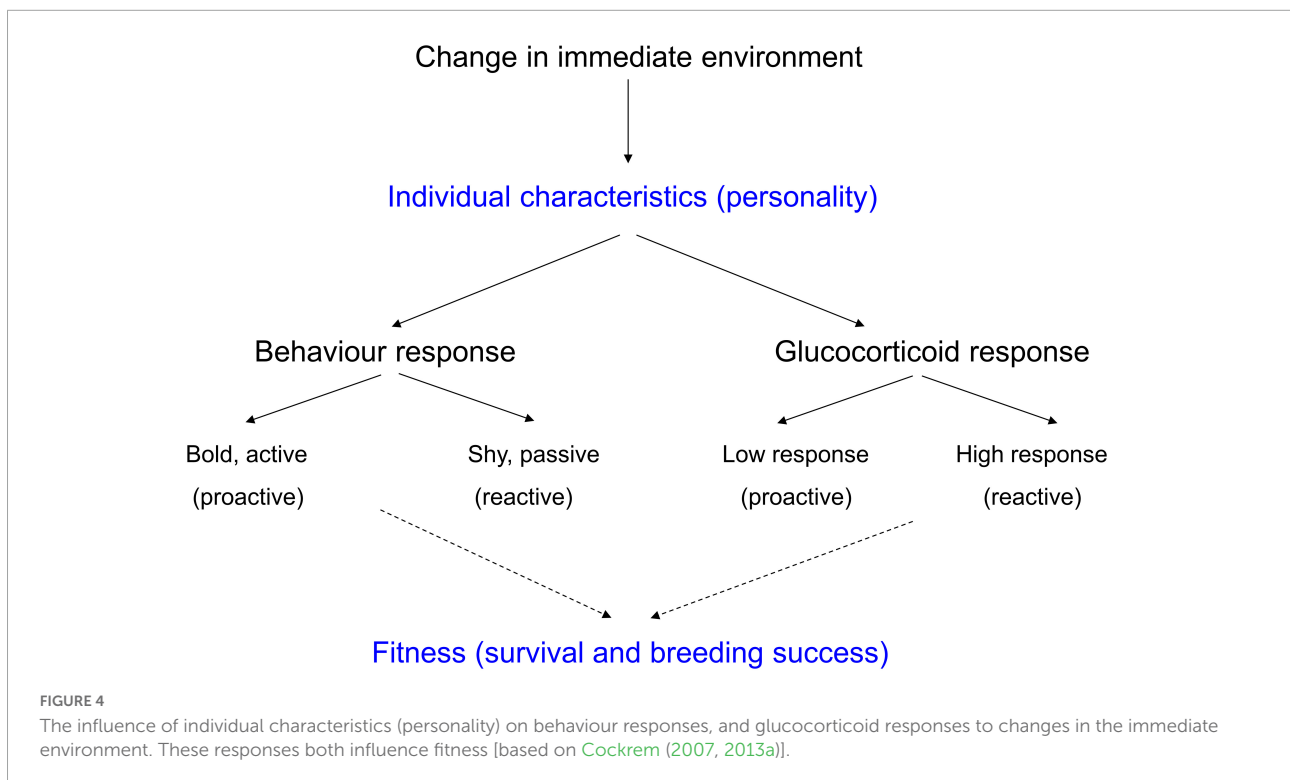 Change in immediate environment
Individual characteristics (personality)
Behaviour response
Glucocorticoid response
Bold, active
(proactive)
Shy, passive
(reactive)
Low response
(proactive)
High response
(reactive)
Fitness (survival and breeding success)
FIGURE 4
The influence of individual characteristics (personality) on behaviour responses, and glucocorticoid responses to changes in the immediate
environment. These responses both influence fitness [based on Cockrem (2007, 2013a)].